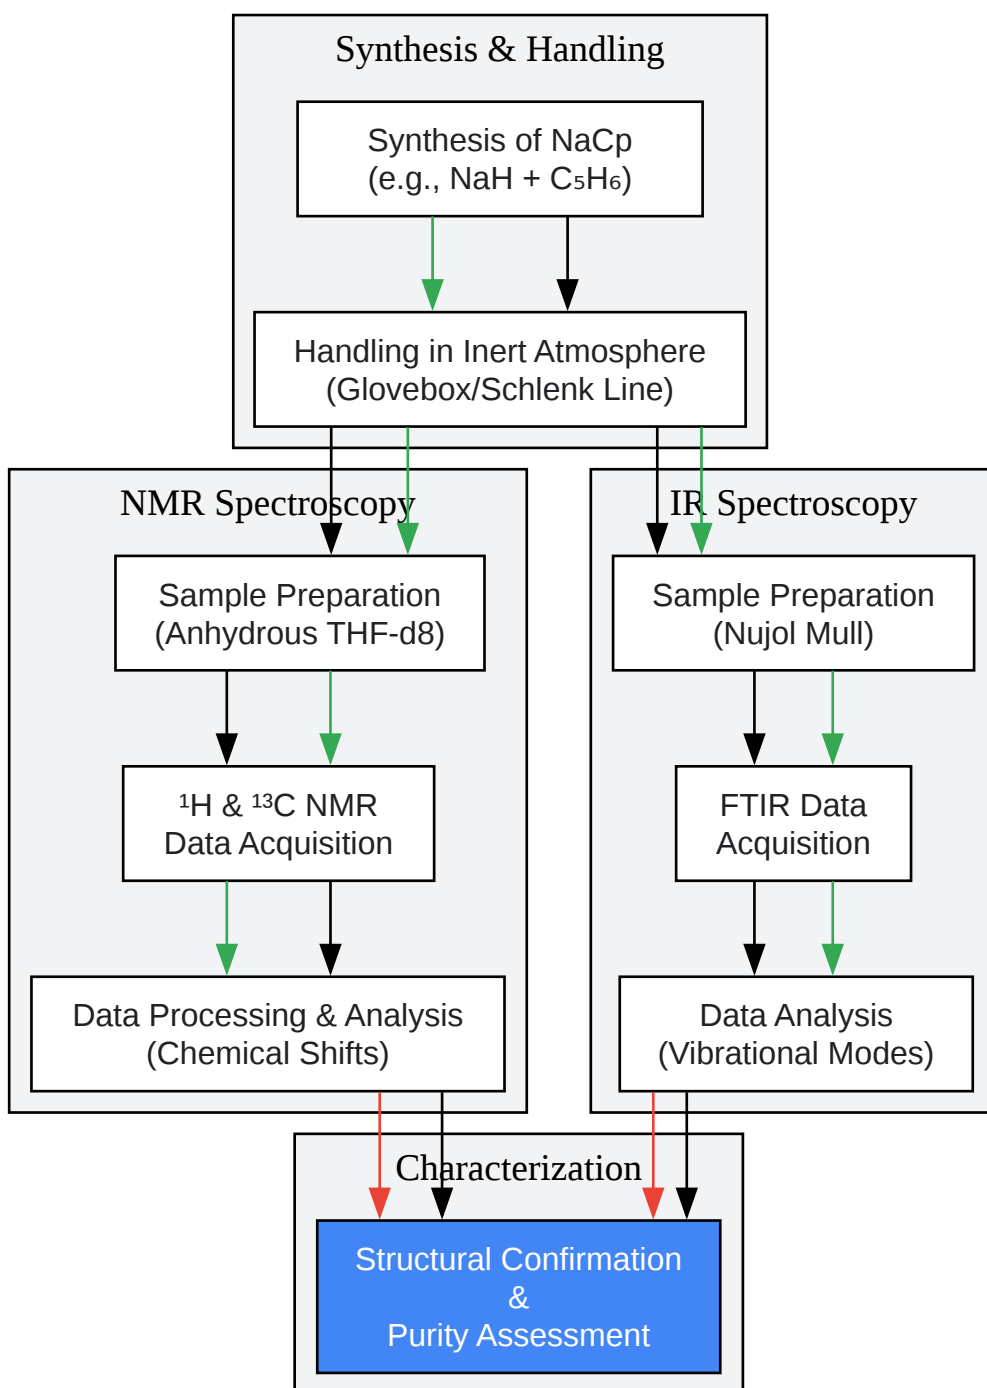 Synthesis & Handling
Synthesis of NaCp
(e.g., NaH + C₅H₆)
Handling in Inert Atmosphere
(Glovebox/Schlenk Line)
NMR Spectroscopy
Sample Preparation
(Anhydrous THF-d8)
¹H & ¹³C NMR
Data Acquisition
Data Processing & Analysis
(Chemical Shifts)
IR Spectroscopy
Sample Preparation
(Nujol Mull)
FTIR Data
Acquisition
Data Analysis
(Vibrational Modes)
Characterization
Structural Confirmation
&
Purity Assessment